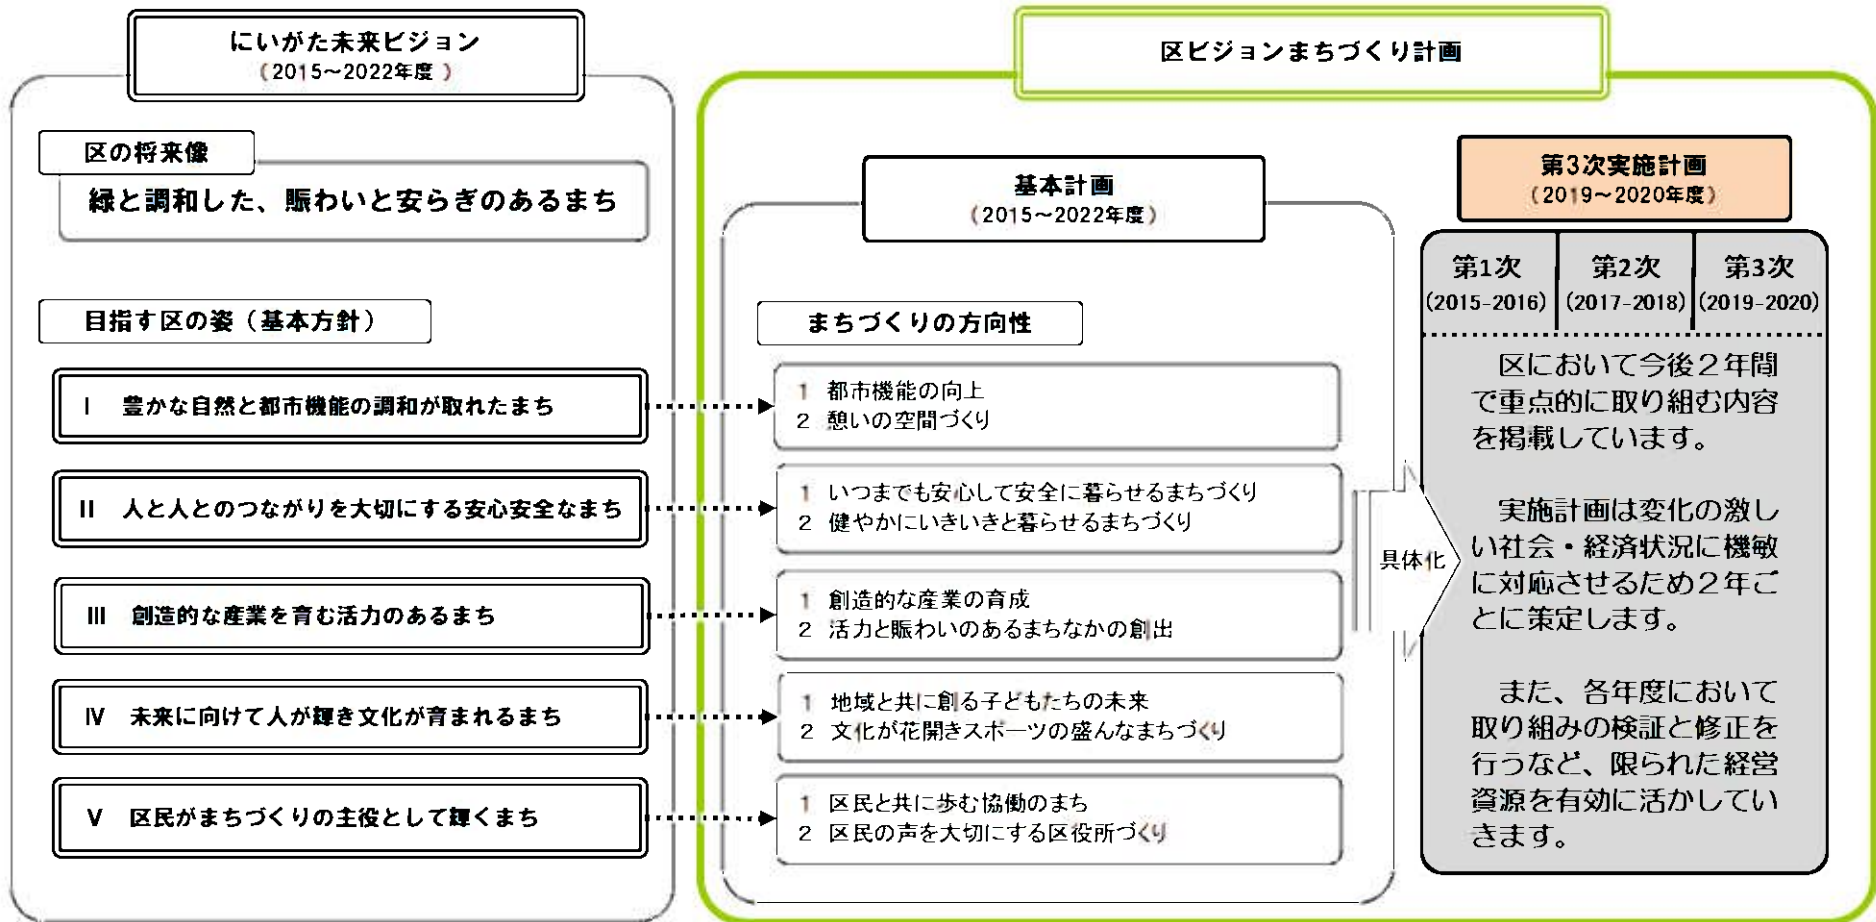 にいがた未来ビジョン
(2015～2022年度)
区の将来像
緑と調和した、賑わいと安らぎのあるまち
目指す区の姿（基本方針）
Ⅰ 豊かな自然と都市機能の調和が取れたまち
Ⅱ 人と人とのつながりを大切にする安心安全なまち
Ⅲ 創造的な産業を育む活力のあるまち
Ⅳ 未来に向けて人が輝き文化が育まれるまち
Ⅴ 区民がまちづくりの主役として輝くまち
区ビジョンまちづくり計画
基本計画
(2015～2022年度)
まちづくりの方向性
1 都市機能の向上
2 憩いの空間づくり
1 いつまでも安心して安全に暮らせるまちづくり
2 健やかにいきいきと暮らせるまちづくり
1 創造的な産業の育成
2 活力と賑わいのあるまちなかの創出
1 地域と共に創る子どもたちの未来
2 文化が花開きスポーツの盛んなまちづくり
1 区民と共に歩む協働のまち
2 区民の声を大切にする区役所づくり
具体化
第3次実施計画
(2019～2020年度)
第1次 第2次 第3次
(2015-2016) (2017-2018) (2019-2020)
区において今後２年間
で重点的に取り組む内容
を掲載しています。
実施計画は変化の激し
い社会・経済状況に機敏
に対応させるため２年ご
とに策定します。
また、各年度において
取り組みの検証と修正を
行うなど、限られた経営
資源を有効に活かしてい
きます。